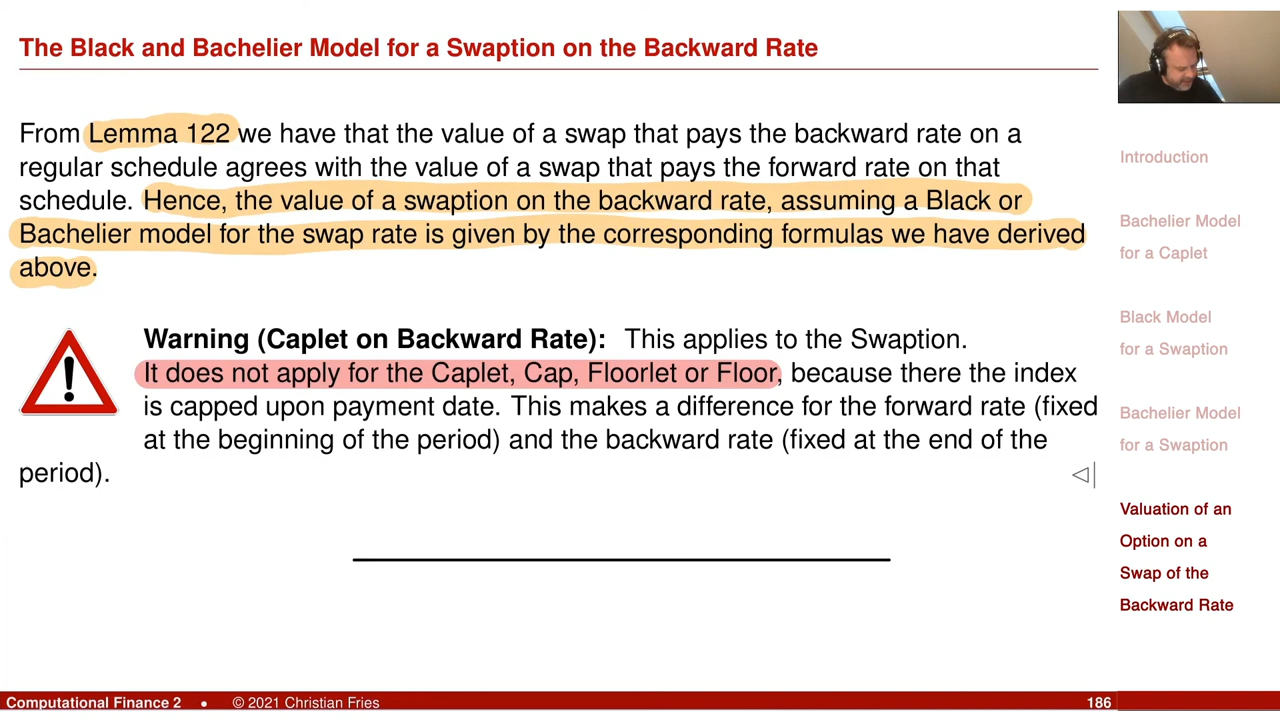 The Black and Bachelier Model for a Swaption on the Backward Rate
From Lemma 122 we have that the value of a swap that pays the backward rate on a
regular schedule agrees with the value of a swap that pays the forward rate on that
schedule. Hence, the value of a swaption on the backward rate, assuming a Black or
Bachelier model for the swap rate is given by the corresponding formulas we have derived
above.
Warning (Caplet on Backward Rate): This applies to the Swaption.
It does not apply for the Caplet, Cap, Floorlet or Floor, because there the index
is capped upon payment date. This makes a difference for the forward rate (fixed
at the beginning of the period) and the backward rate (fixed at the end of the
period).
Introduction
Bachelier Model
for a Caplet
Black Model
for a Swaption
Bachelier Model
for a Swaption
Valuation of an
Option on a
Swap of the
Backward Rate
Computational Finance 2 • © 2021 Christian Fries 186